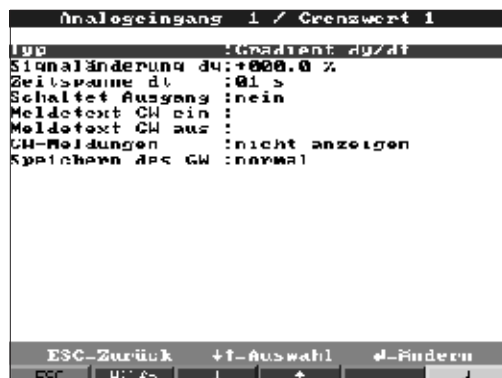 Analogeingang 1 / Grenzwert 1
Typ :Gradient dy/dt
Signaländerung dy:+000.0 %
Zeitspanne dt :01 s
Schaltet Ausgang :nein
Meldetext GW ein :
Meldetext GW aus :
GW-Meldungen :nicht anzeigen
Speichern des GW :normal
ESC-Zurück ↓↑-Auswahl ↵-Ändern
ESC Hilfe ↓ ↑ ↵